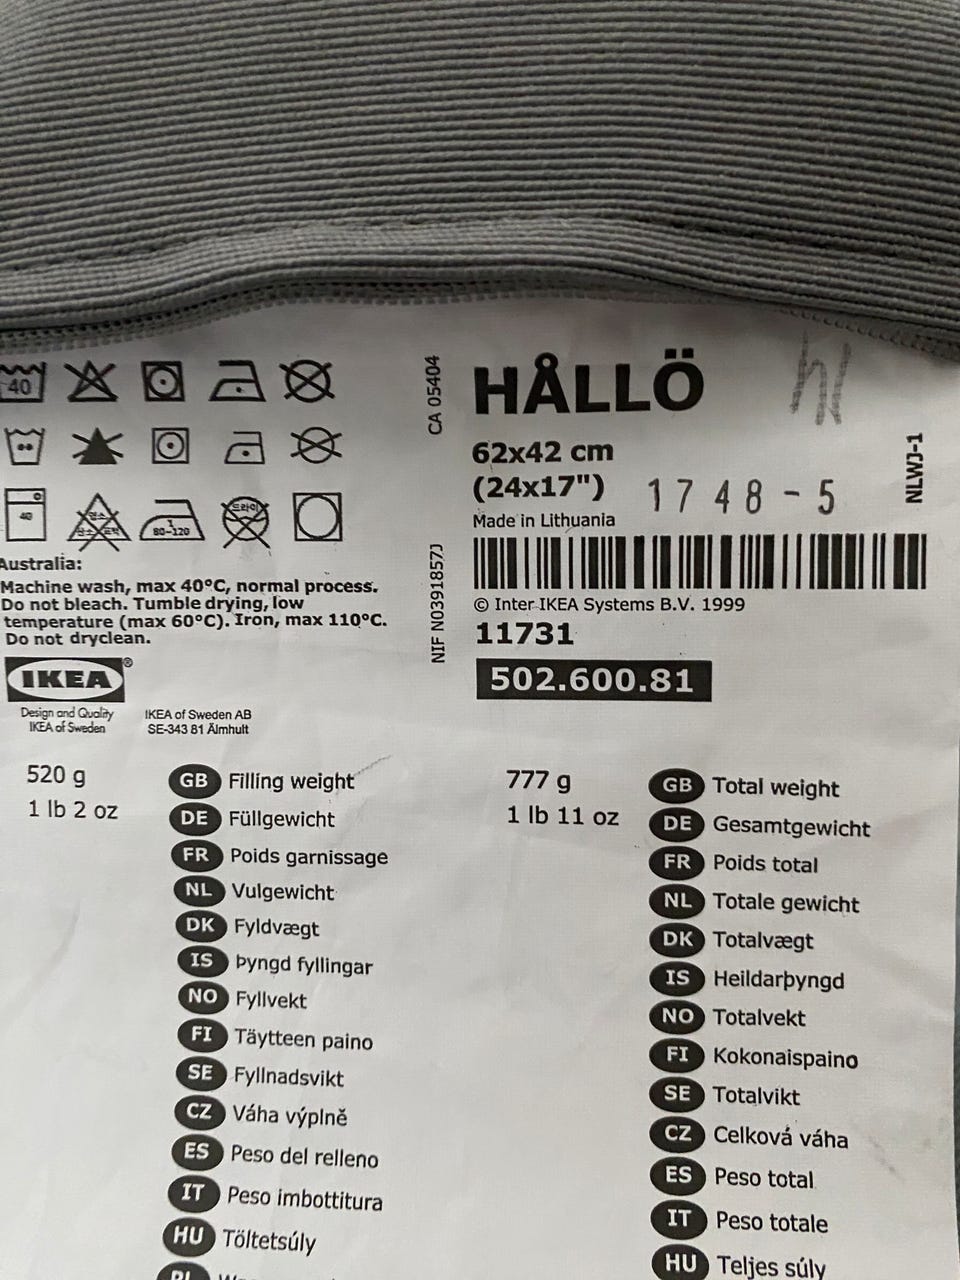 40
CA 05404
HÅLLÖ
62x42 cm
(24x17")
1748-5
NLWJ-1
Made in Lithuania
40
80-120
드라이
Australia:
Machine wash, max 40°C, normal process.
Do not bleach. Tumble drying, low
temperature (max 60°C). Iron, max 110°C.
Do not dryclean.
NIF N0391857J
© Inter IKEA Systems B.V. 1999
11731
502.600.81
IKEA®
Design and Quality
IKEA of Sweden
IKEA of Sweden AB
SE-343 81 Älmhult
520 g
1 lb 2 oz
GB Filling weight
DE Füllgewicht
FR Poids garnissage
NL Vulgewicht
DK Fyldvægt
IS Þyngd fyllingar
NO Fyllvekt
FI Täytteen paino
SE Fyllnadsvikt
CZ Váha výplně
ES Peso del relleno
IT Peso imbottitura
HU Töltetsúly
777 g
1 lb 11 oz
GB Total weight
DE Gesamtgewicht
FR Poids total
NL Totale gewicht
DK Totalvægt
IS Heildarþyngd
NO Totalvekt
FI Kokonaispaino
SE Totalvikt
CZ Celková váha
ES Peso total
IT Peso totale
HU Teljes súly